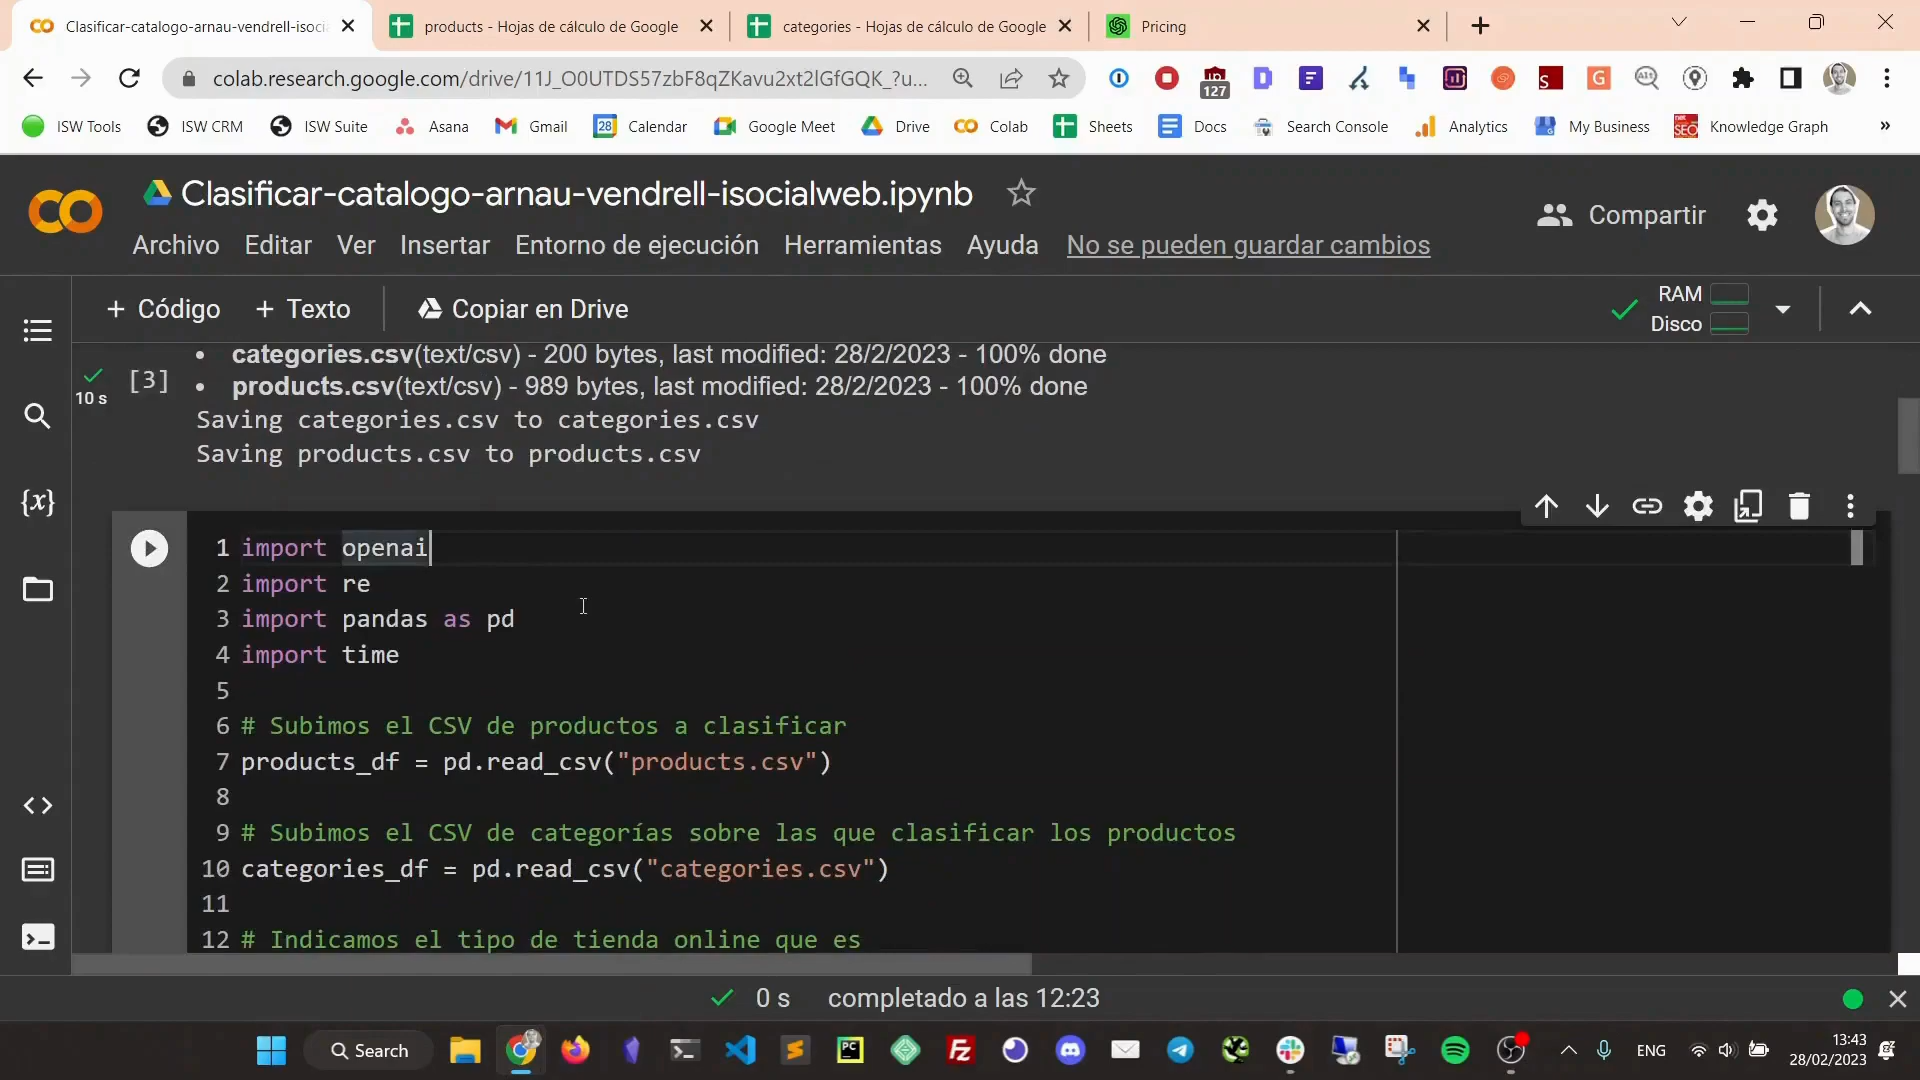 Clasificar-catalogo-arnau-vendrell-isocia
products - Hojas de cálculo de Google
categories - Hojas de cálculo de Google
Pricing
colab.research.google.com/drive/11J_O0UTDS57zbF8qZKavu2xt2lGfGQK_?u...
127
ISW Tools
ISW CRM
ISW Suite
Asana
Gmail
Calendar
Google Meet
Drive
Colab
Sheets
Docs
Search Console
Analytics
My Business
Knowledge Graph
»
Clasificar-catalogo-arnau-vendrell-isocialweb.ipynb
Compartir
Archivo Editar Ver Insertar Entorno de ejecución Herramientas Ayuda No se pueden guardar cambios
+ Código + Texto Copiar en Drive
RAM
Disco
10 s
[3]
• categories.csv(text/csv) - 200 bytes, last modified: 28/2/2023 - 100% done
• products.csv(text/csv) - 989 bytes, last modified: 28/2/2023 - 100% done
Saving categories.csv to categories.csv
Saving products.csv to products.csv
1 import openai
2 import re
3 import pandas as pd
4 import time
5
6 # Subimos el CSV de productos a clasificar
7 products_df = pd.read_csv("products.csv")
8
9 # Subimos el CSV de categorías sobre las que clasificar los productos
10 categories_df = pd.read_csv("categories.csv")
11
12 # Indicamos el tipo de tienda online que es
0 s completado a las 12:23
Search
ENG
13:43
28/02/2023